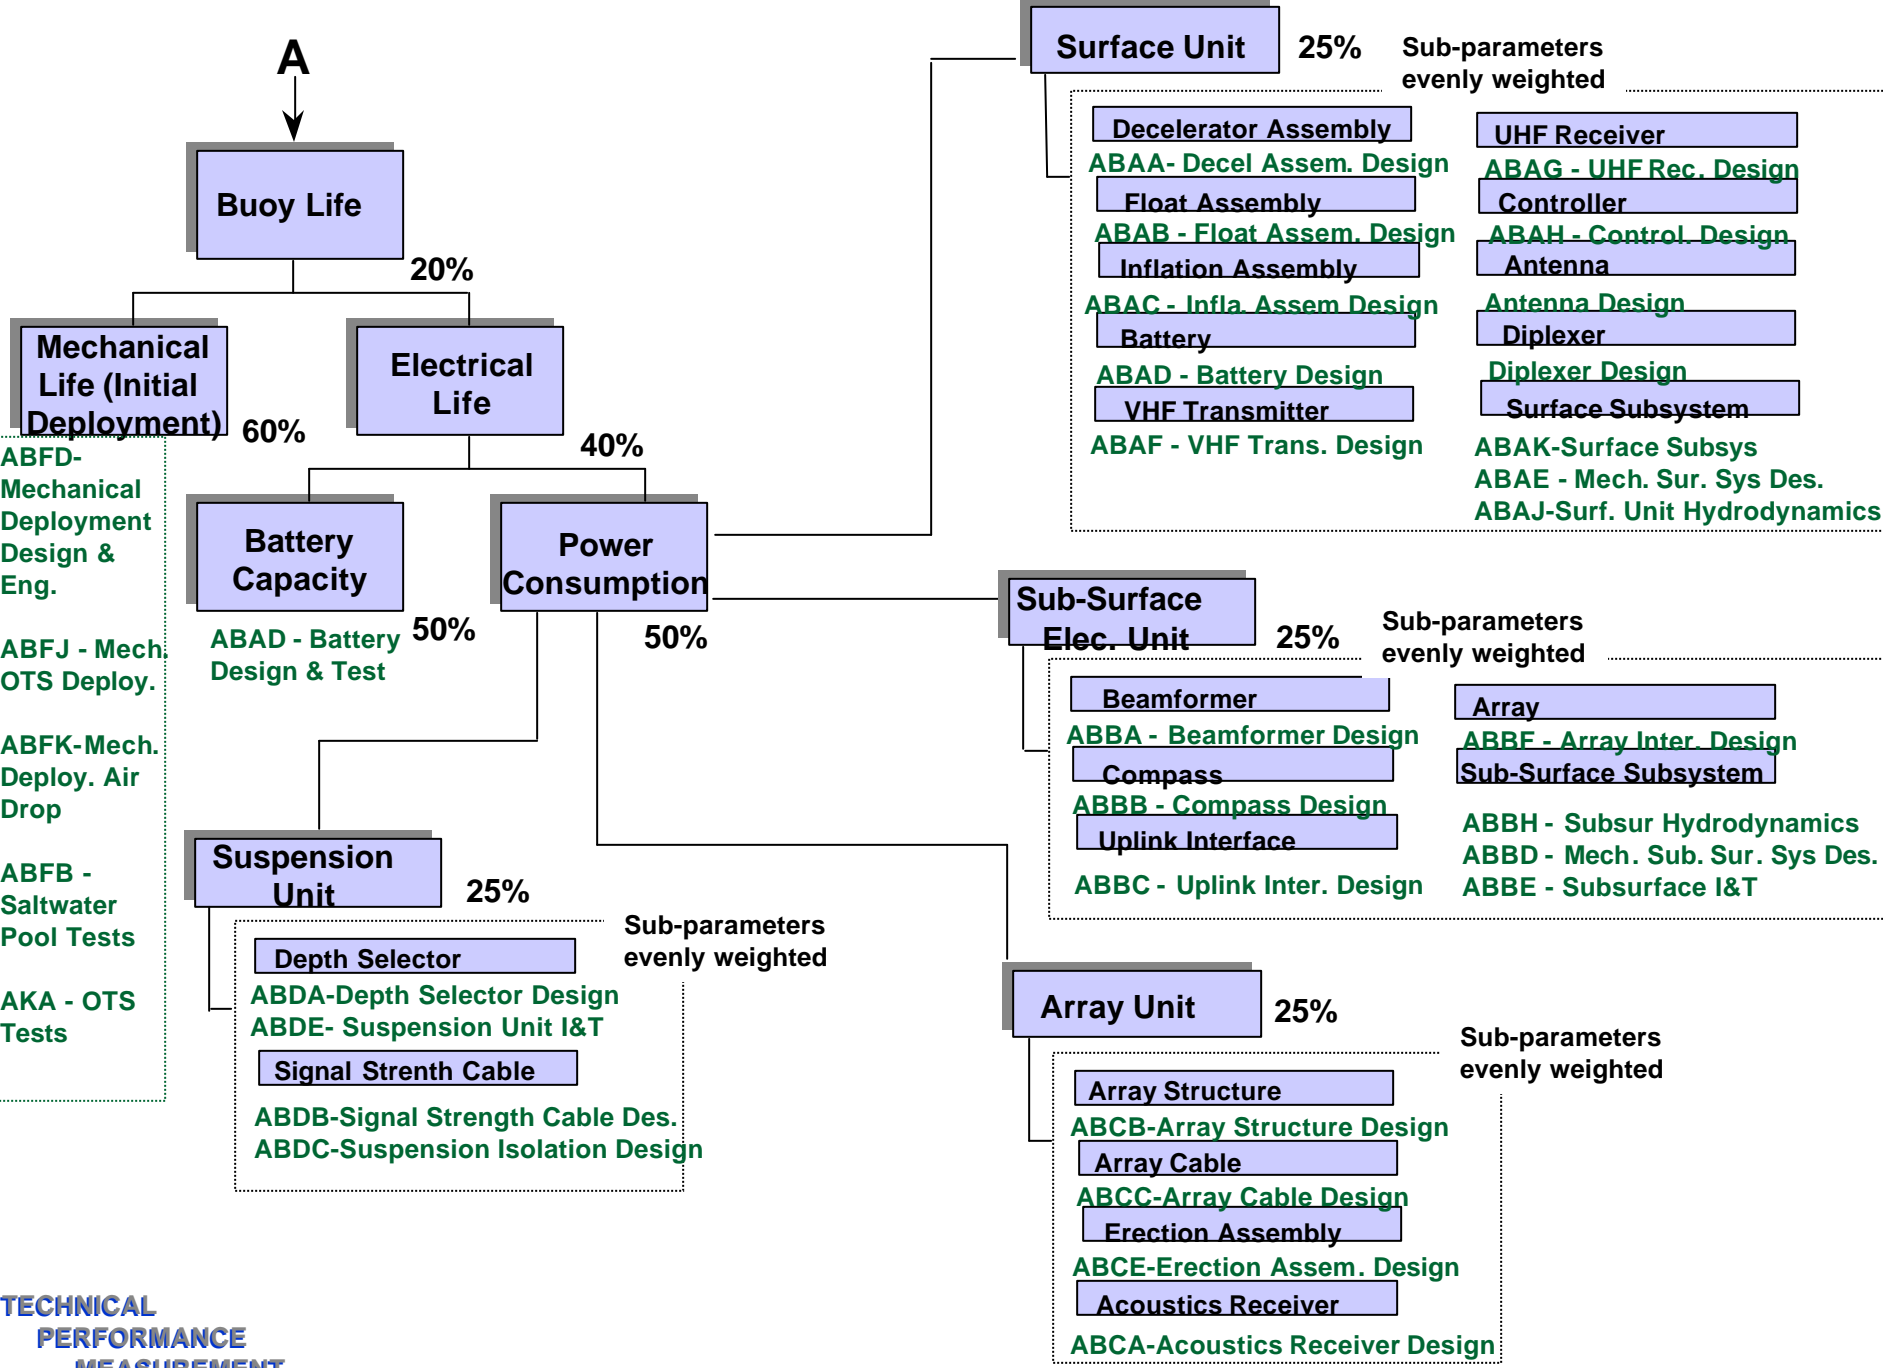 A
Buoy Life
20%
Mechanical
Life (Initial
Deployment)
60%
Electrical
Life
40%
ABFD-
Mechanical
Deployment
Design &
Eng.
ABFJ - Mech.
OTS Deploy.
ABFK-Mech.
Deploy. Air
Drop
ABFB -
Saltwater
Pool Tests
AKA - OTS
Tests
Battery
Capacity
50%
ABAD - Battery
Design & Test
Power
Consumption
50%
Suspension
Unit
25%
Sub-parameters
evenly weighted
Depth Selector
ABDA-Depth Selector Design
ABDE- Suspension Unit I&T
Signal Strenth Cable
ABDB-Signal Strength Cable Des.
ABDC-Suspension Isolation Design
Surface Unit
25%
Sub-parameters
evenly weighted
Decelerator Assembly
ABAA- Decel Assem. Design
Float Assembly
ABAB - Float Assem. Design
Inflation Assembly
ABAC - Infla. Assem Design
Battery
ABAD - Battery Design
VHF Transmitter
ABAF - VHF Trans. Design
UHF Receiver
ABAG - UHF Rec. Design
Controller
ABAH - Control. Design
Antenna
Antenna Design
Diplexer
Diplexer Design
Surface Subsystem
ABAK-Surface Subsys
ABAE - Mech. Sur. Sys Des.
ABAJ-Surf. Unit Hydrodynamics
Sub-Surface
Elec. Unit
25%
Sub-parameters
evenly weighted
Beamformer
ABBA - Beamformer Design
Compass
ABBB - Compass Design
Uplink Interface
ABBC - Uplink Inter. Design
Array
ABBF - Array Inter. Design
Sub-Surface Subsystem
ABBH - Subsur Hydrodynamics
ABBD - Mech. Sub. Sur. Sys Des.
ABBE - Subsurface I&T
Array Unit
25%
Sub-parameters
evenly weighted
Array Structure
ABCB-Array Structure Design
Array Cable
ABCC-Array Cable Design
Erection Assembly
ABCE-Erection Assem. Design
Acoustics Receiver
ABCA-Acoustics Receiver Design
TECHNICAL
PERFORMANCE
MEASUREMENT